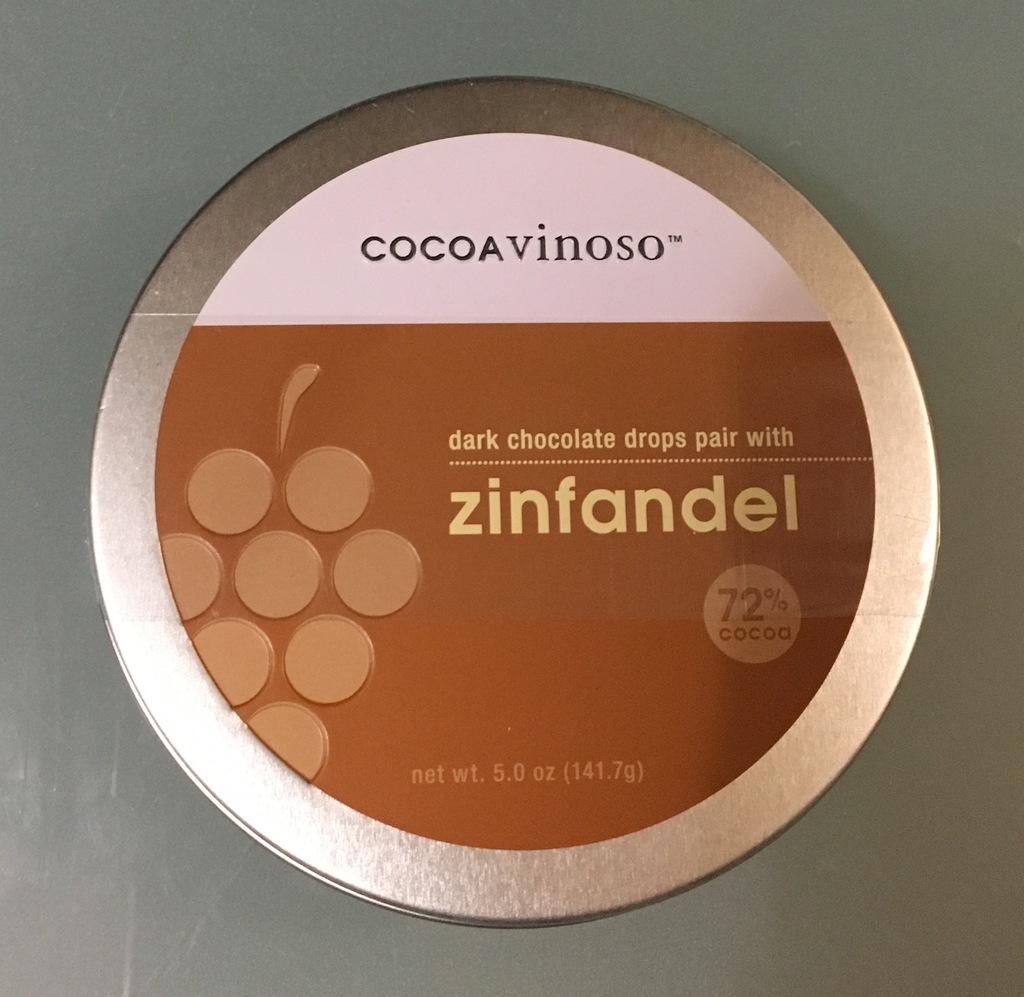 COCOAvinoso™
dark chocolate drops pair with
zinfandel
72%
cocoa
net wt. 5.0 oz (141.7g)